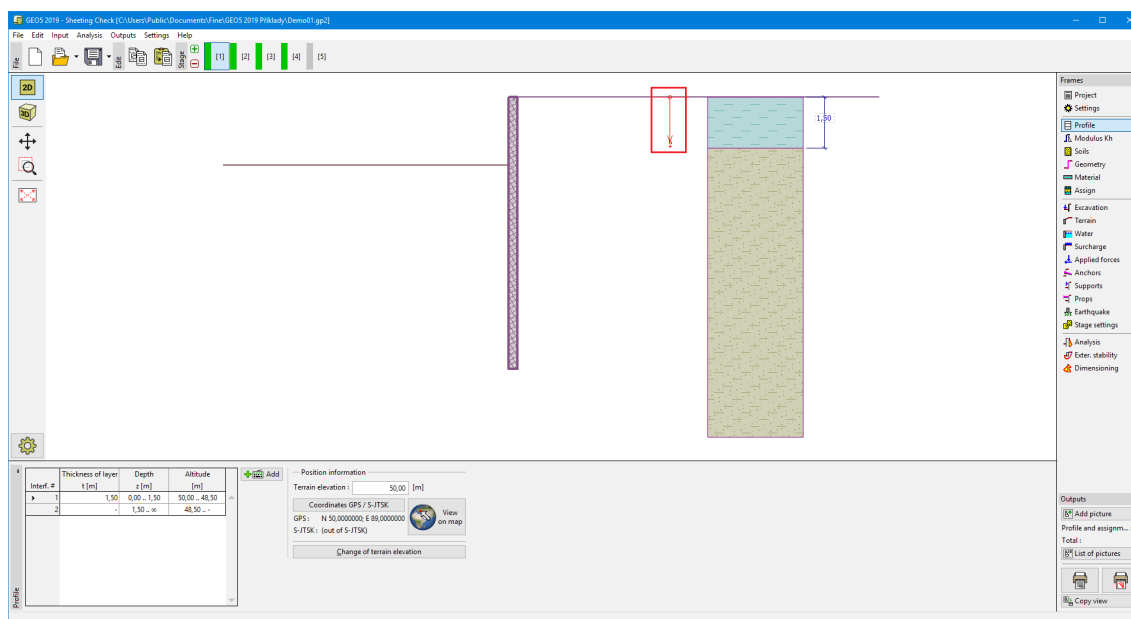 GEO5 2019 - Sheeting Check [C:\Users\Public\Documents\Fine\GEO5 2019 Příklady\Demo01.gp2]
File Edit Input Analysis Outputs Settings Help
File
Edit
Stage
[1] [2] [3] [4] [5]
2D
3D
1,50
Frames
Project
Settings
Profile
Modulus Kh
Soils
Geometry
Material
Assign
Excavation
Terrain
Water
Surcharge
Applied forces
Anchors
Supports
Props
Earthquake
Stage settings
Analysis
Exter. stability
Dimensioning
Outputs
Add picture
Profile and assignm...
Total :
List of pictures
Copy view
Profile
Thickness of layer Depth Altitude
Interf. # t [m] z [m] [m]
1 1,50 0,00 .. 1,50 50,00 .. 48,50
2 - 1,50 .. ∞ 48,50 .. -
Add
Position information
Terrain elevation : 50,00 [m]
Coordinates GPS / S-JTSK
GPS : N 50,0000000; E 89,0000000
S-JTSK : (out of S-JTSK)
View
on map
Change of terrain elevation